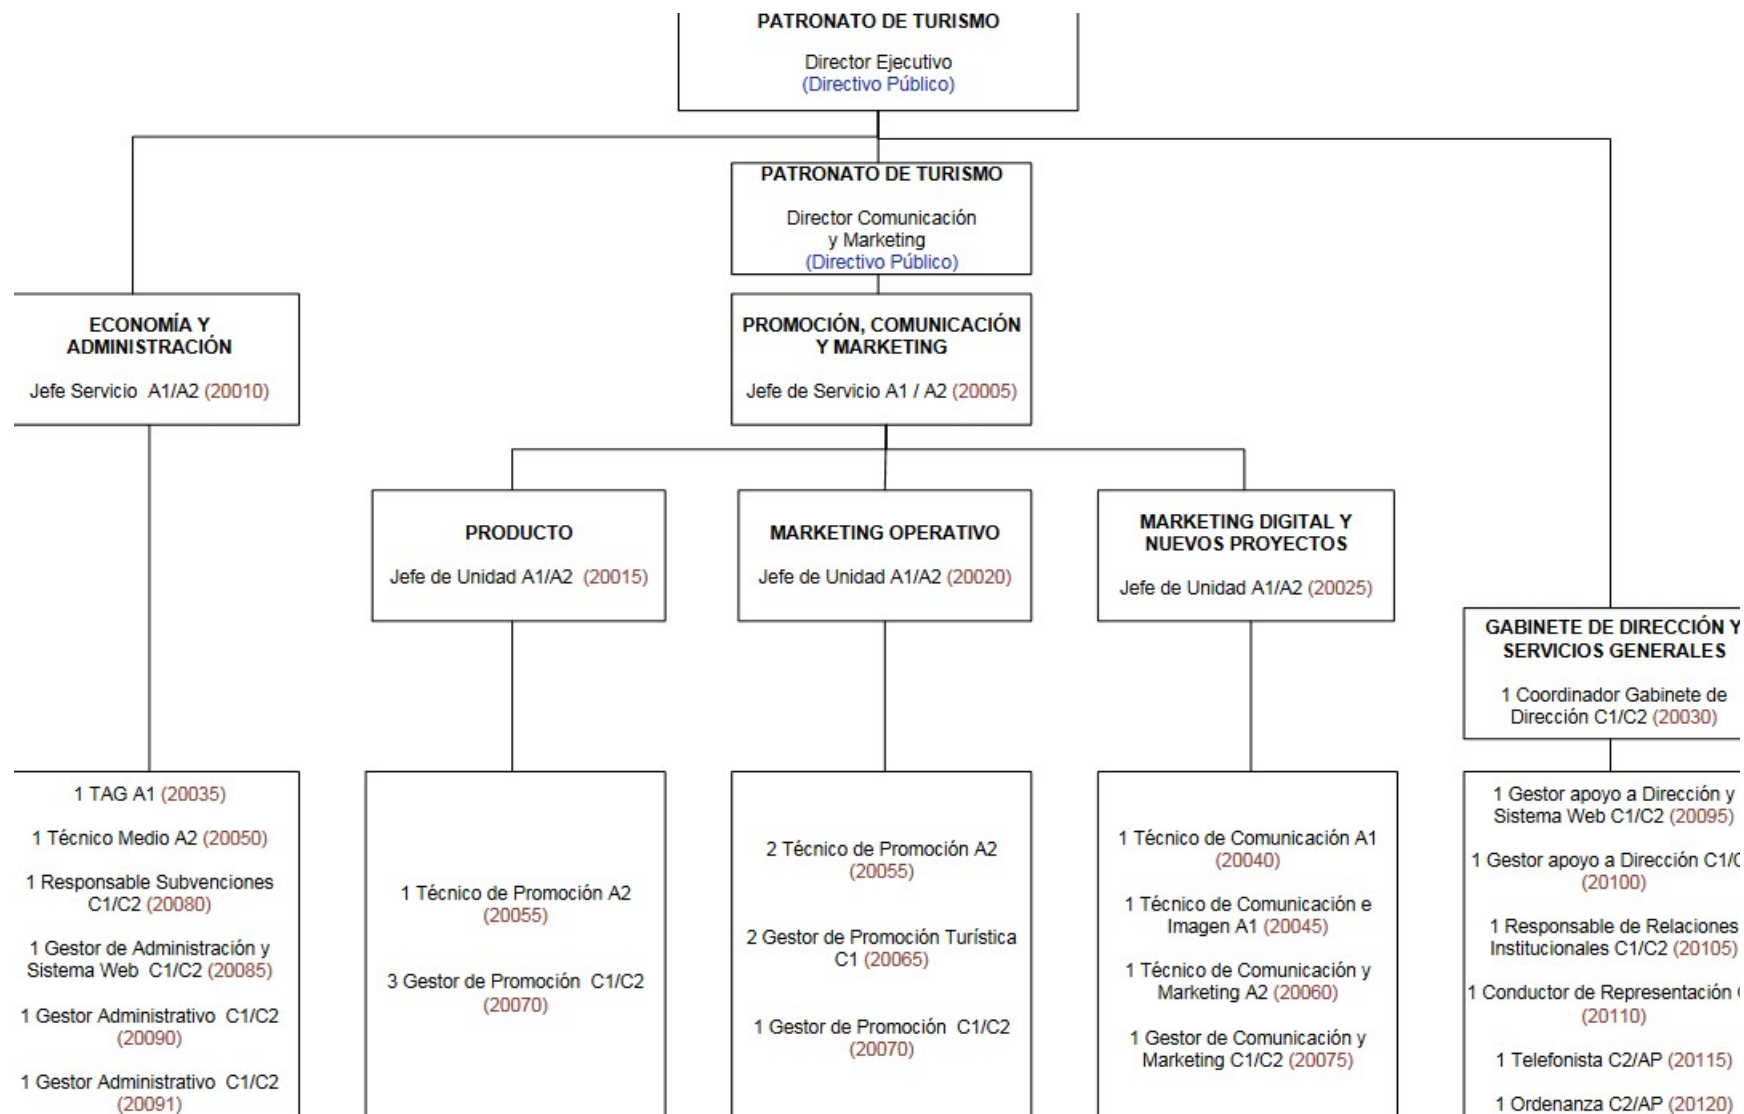 PATRONATO DE TURISMO
Director Ejecutivo
(Directivo Público)
PATRONATO DE TURISMO
Director Comunicación
y Marketing
(Directivo Público)
ECONOMÍA Y
ADMINISTRACIÓN
Jefe Servicio A1/A2 (20010)
PROMOCIÓN, COMUNICACIÓN
Y MARKETING
Jefe de Servicio A1 / A2 (20005)
PRODUCTO
Jefe de Unidad A1/A2 (20015)
MARKETING OPERATIVO
Jefe de Unidad A1/A2 (20020)
MARKETING DIGITAL Y
NUEVOS PROYECTOS
Jefe de Unidad A1/A2 (20025)
GABINETE DE DIRECCIÓN Y
SERVICIOS GENERALES
1 Coordinador Gabinete de
Dirección C1/C2 (20030)
1 TAG A1 (20035)
1 Técnico Medio A2 (20050)
1 Responsable Subvenciones
C1/C2 (20080)
1 Gestor de Administración y
Sistema Web C1/C2 (20085)
1 Gestor Administrativo C1/C2
(20090)
1 Gestor Administrativo C1/C2
(20091)
1 Técnico de Promoción A2
(20055)
3 Gestor de Promoción C1/C2
(20070)
2 Técnico de Promoción A2
(20055)
2 Gestor de Promoción Turística
C1 (20065)
1 Gestor de Promoción C1/C2
(20070)
1 Técnico de Comunicación A1
(20040)
1 Técnico de Comunicación e
Imagen A1 (20045)
1 Técnico de Comunicación y
Marketing A2 (20060)
1 Gestor de Comunicación y
Marketing C1/C2 (20075)
1 Gestor apoyo a Dirección y
Sistema Web C1/C2 (20095)
1 Gestor apoyo a Dirección
(20100)
1 Responsable de Relaciones
Institucionales C1/C2 (20105)
1 Conductor de Representación
(20110)
1 Telefonista C2/AP (20115)
1 Ordenanza C2/AP (20120)